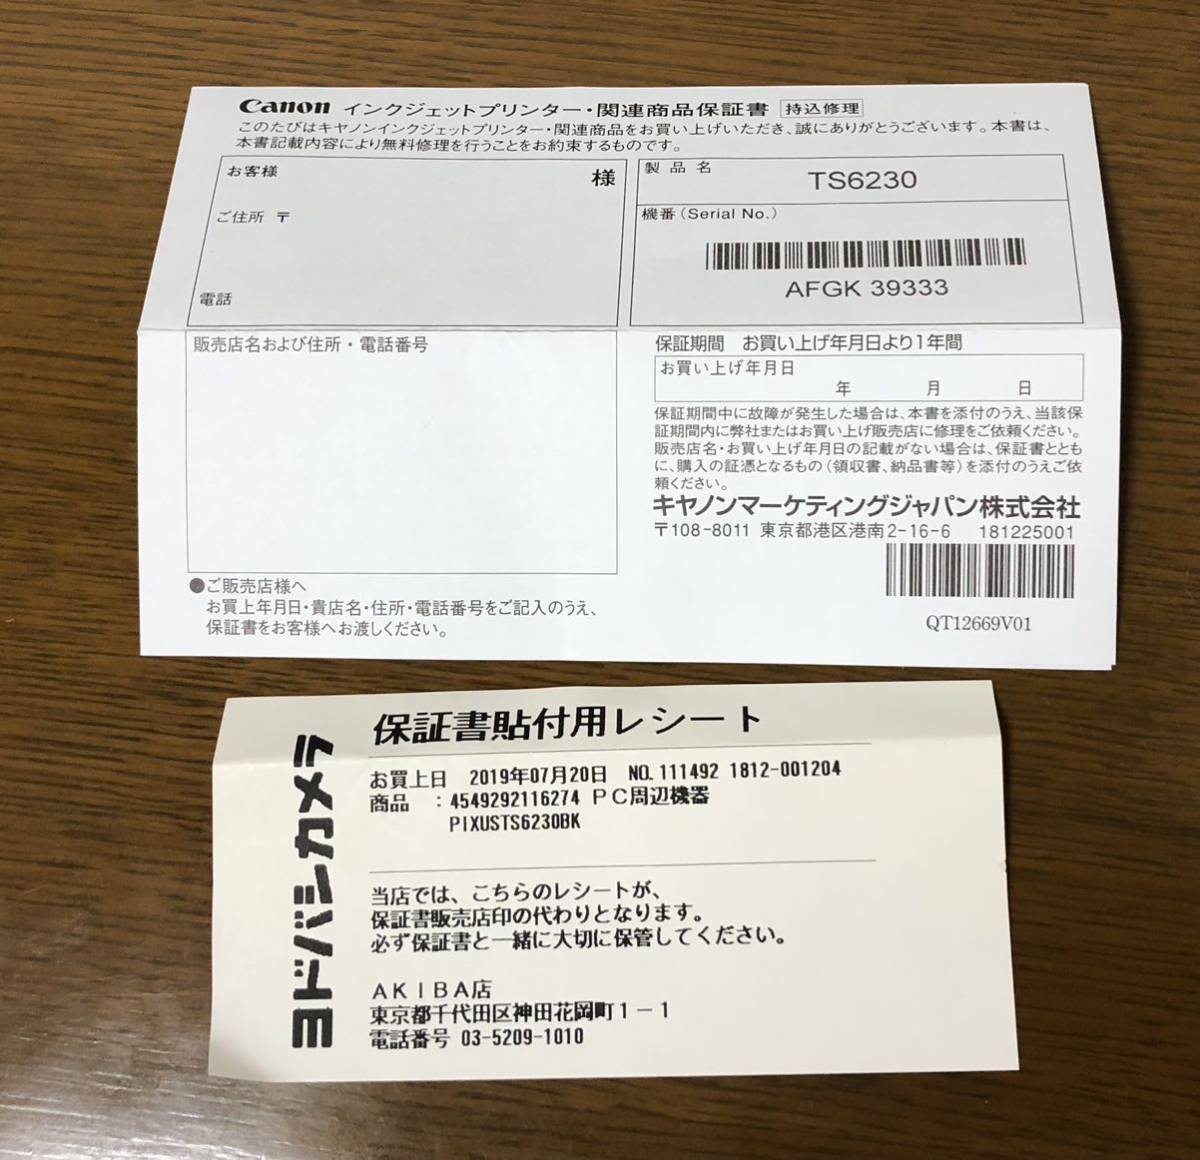 Canon インクジェットプリンター・関連商品保証書 持込修理
このたびはキヤノンインクジェットプリンター・関連商品をお買い上げいただき、誠にありがとうございます。本書は、
本書記載内容により無料修理を行うことをお約束するものです。
お客様
様
ご住所 〒
電話
製品名
TS6230
機番(Serial No.)
AFGK 39333
販売店名および住所・電話番号
保証期間 お買い上げ年月日より1年間
お買い上げ年月日
年 月 日
保証期間中に故障が発生した場合は、本書を添付のうえ、当該保
証期間内に弊社またはお買い上げ販売店に修理をご依頼ください。
販売店名・お買い上げ年月日の記載がない場合は、保証書ととも
に、購入の証憑となるもの(領収書、納品書等)を添付のうえご依
頼ください。
キヤノンマーケティングジャパン株式会社
〒108-8011 東京都港区港南2-16-6 181225001
QT12669V01
●ご販売店様へ
お買上年月日・貴店名・住所・電話番号をご記入のうえ、
保証書をお客様へお渡しください。
ヨドバシカメラ
保証書貼付用レシート
お買上日 2019年07月20日 NO.111492 1812-001204
商品 :4549292116274 PC周辺機器
PIXUSTS6230BK
当店では、こちらのレシートが、
保証書販売店印の代わりとなります。
必ず保証書と一緒に大切に保管してください。
AKIBA店
東京都千代田区神田花岡町1-1
電話番号 03-5209-1010